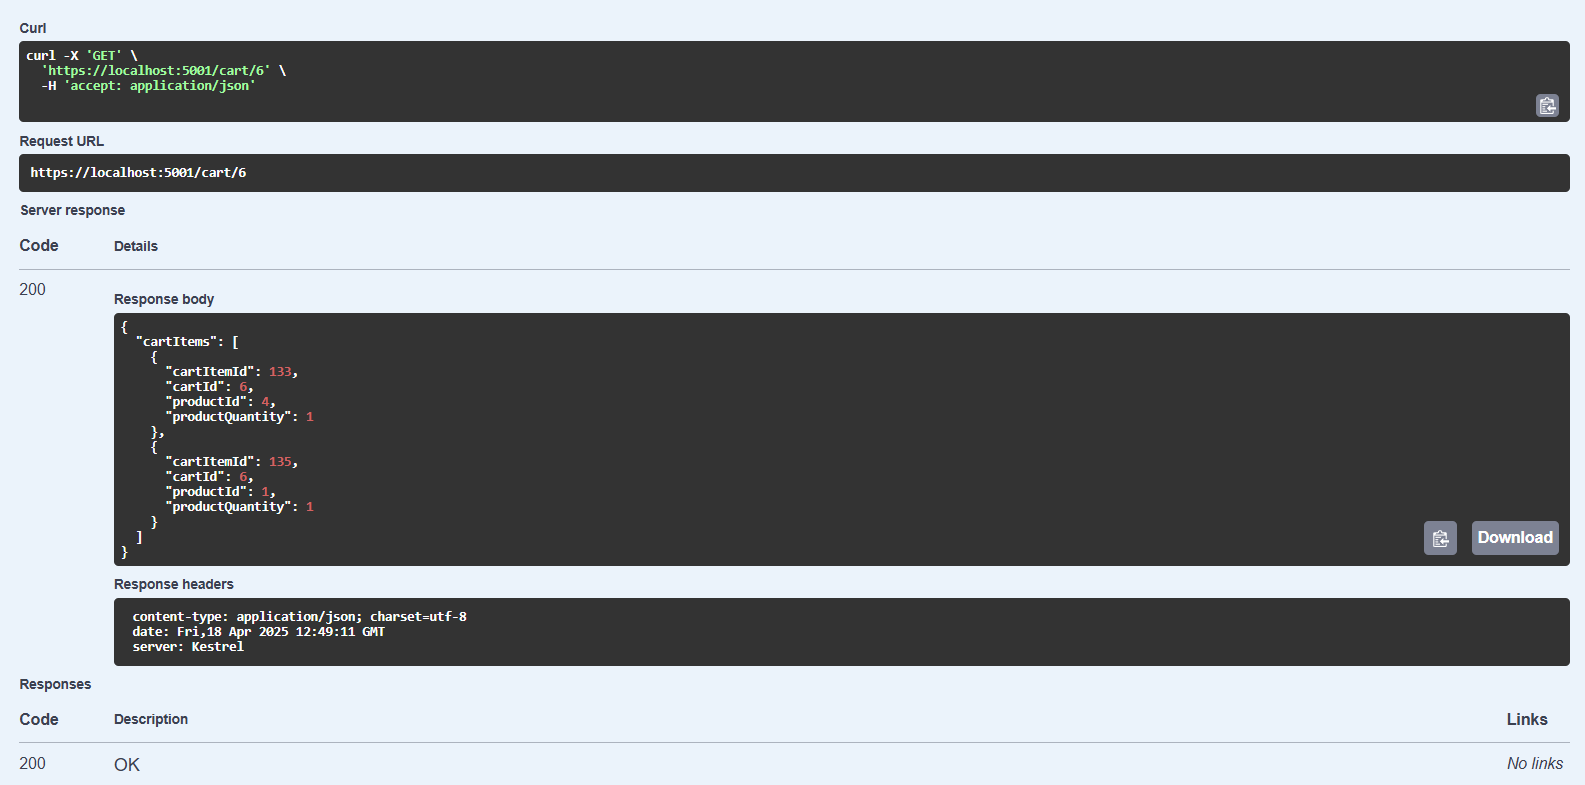 Curl
curl -X 'GET' \
  'https://localhost:5001/cart/6' \
  -H 'accept: application/json'
Request URL
https://localhost:5001/cart/6
Server response
Code Details
200
Response body
{
  "cartItems": [
    {
      "cartItemId": 133,
      "cartId": 6,
      "productId": 4,
      "productQuantity": 1
    },
    {
      "cartItemId": 135,
      "cartId": 6,
      "productId": 1,
      "productQuantity": 1
    }
  ]
}
Download
Response headers
content-type: application/json; charset=utf-8
date: Fri,18 Apr 2025 12:49:11 GMT
server: Kestrel
Responses
Code Description Links
200 OK No links